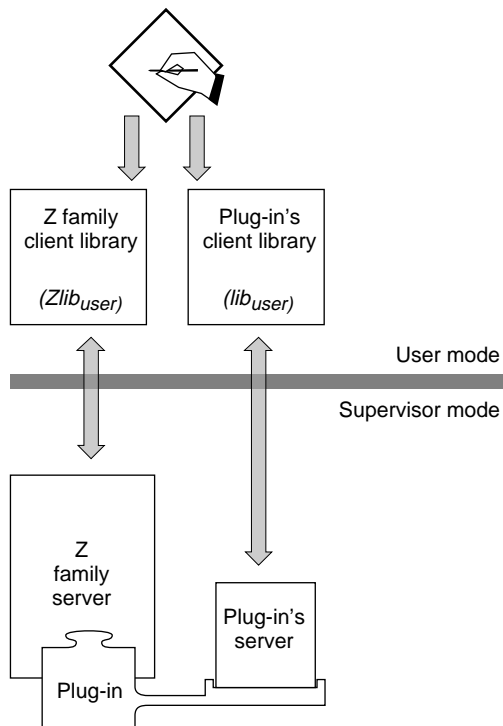 Z family
client library
(Zlibuser)
Plug-in's
client library
(libuser)
User mode
Supervisor mode
Z
family
server
Plug-in's
server
Plug-in